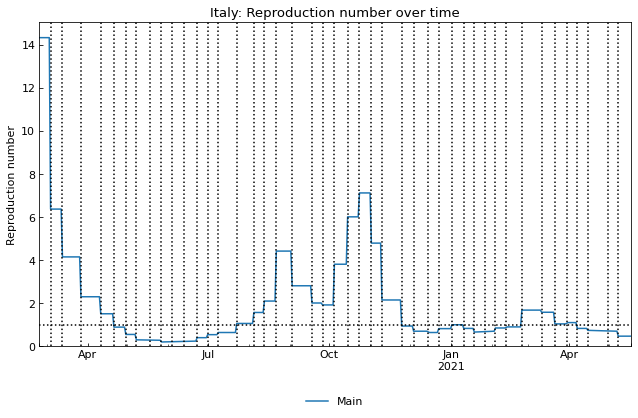 Italy: Reproduction number over time
Reproduction number
14
12
10
8
6
4
2
0
Apr
Jul
Oct
Jan
2021
Apr
Main